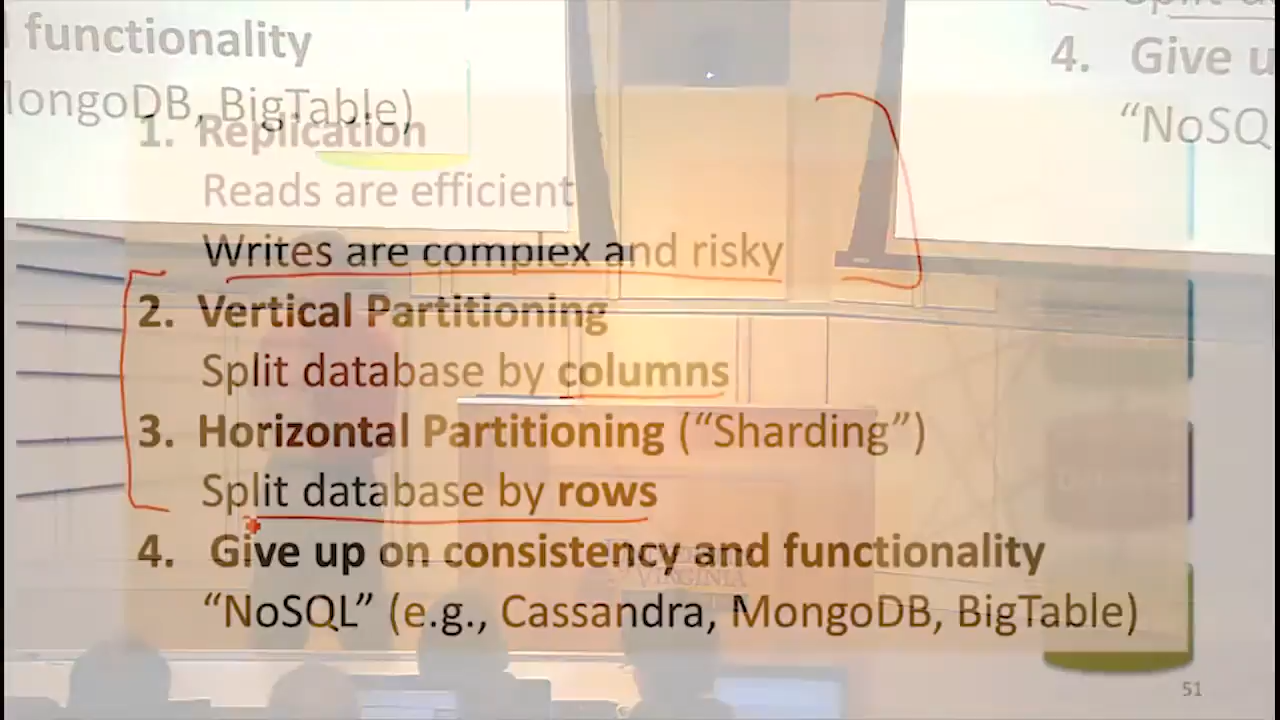 functionality
MongoDB, BigTable)
4. Give u
“NoSQ
1. Replication
Reads are efficient
Writes are complex and risky
2. Vertical Partitioning
Split database by columns
3. Horizontal Partitioning (“Sharding”)
Split database by rows
4. Give up on consistency and functionality
“NoSQL” (e.g., Cassandra, MongoDB, BigTable)
VIRGINIA
51